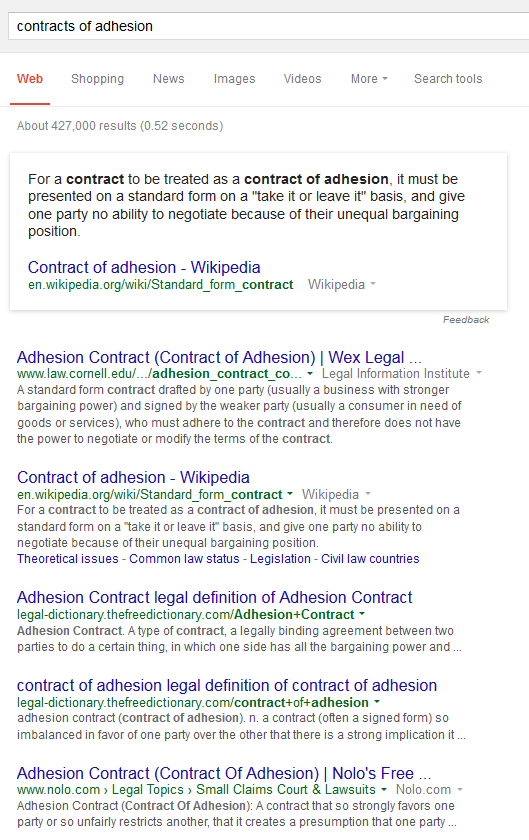 contracts of adhesion
Web Shopping News Images Videos More Search tools
About 427,000 results (0.52 seconds)
For a contract to be treated as a contract of adhesion, it must be
presented on a standard form on a "take it or leave it" basis, and give
one party no ability to negotiate because of their unequal bargaining
position.
Contract of adhesion - Wikipedia
en.wikipedia.org/wiki/Standard_form_contract Wikipedia
Feedback
Adhesion Contract (Contract of Adhesion) | Wex Legal ...
www.law.cornell.edu/.../adhesion_contract_co... Legal Information Institute
A standard form contract drafted by one party (usually a business with stronger
bargaining power) and signed by the weaker party (usually a consumer in need of
goods or services), who must adhere to the contract and therefore does not have
the power to negotiate or modify the terms of the contract.
Contract of adhesion - Wikipedia
en.wikipedia.org/wiki/Standard_form_contract Wikipedia
For a contract to be treated as a contract of adhesion, it must be presented on a
standard form on a "take it or leave it" basis, and give one party no ability to
negotiate because of their unequal bargaining position.
Theoretical issues - Common law status - Legislation - Civil law countries
Adhesion Contract legal definition of Adhesion Contract
legal-dictionary.thefreedictionary.com/Adhesion+Contract
Adhesion Contract. A type of contract, a legally binding agreement between two
parties to do a certain thing, in which one side has all the bargaining power and ...
contract of adhesion legal definition of contract of adhesion
legal-dictionary.thefreedictionary.com/contract+of+adhesion
adhesion contract (contract of adhesion). n. a contract (often a signed form) so
imbalanced in favor of one party over the other that there is a strong implication it ...
Adhesion Contract (Contract Of Adhesion) | Nolo's Free ...
www.nolo.com › Legal Topics › Small Claims Court & Lawsuits Nolo.com
Adhesion Contract (Contract Of Adhesion): A contract that so strongly favors one
party or so unfairly restricts another, that it creates a presumption that one party ...